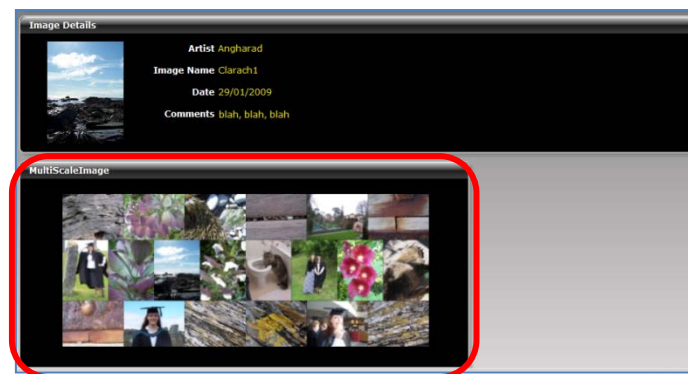 Image Details
Artist Angharad
Image Name Clarach1
Date 29/01/2009
Comments blah, blah, blah
MultiScaleImage